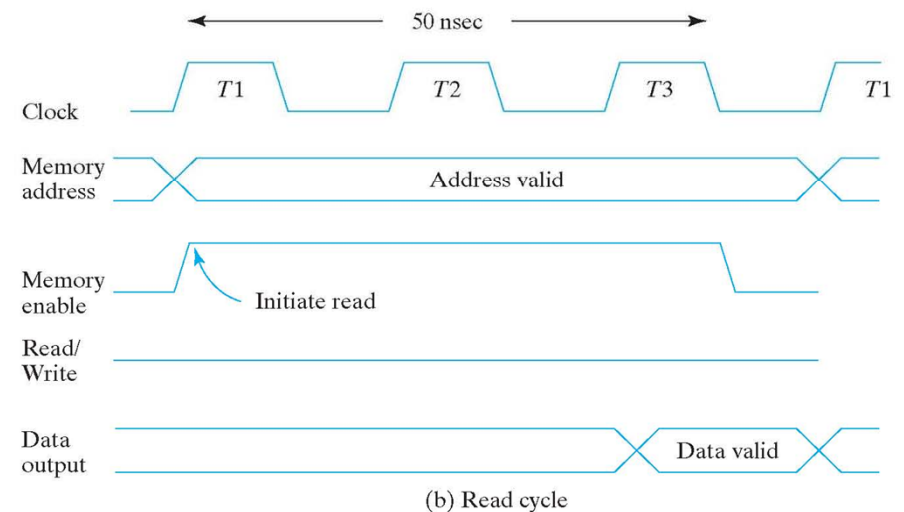 50 nsec
T1 T2 T3 T1
Clock
Memory
address
Address valid
Memory
enable
Initiate read
Read/
Write
Data
output
Data valid
(b) Read cycle